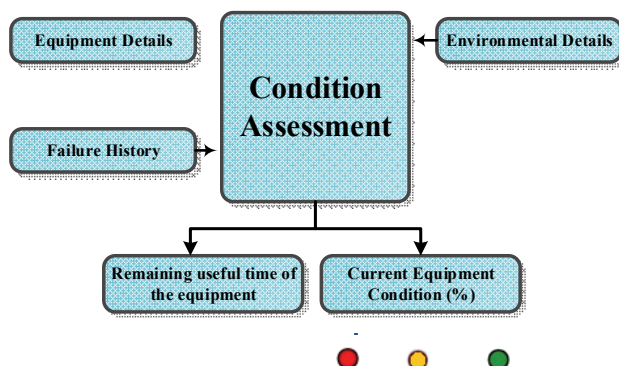 Equipment Details
Environmental Details
Condition
Assessment
Failure History
Remaining useful time of
the equipment
Current Equipment
Condition (%)